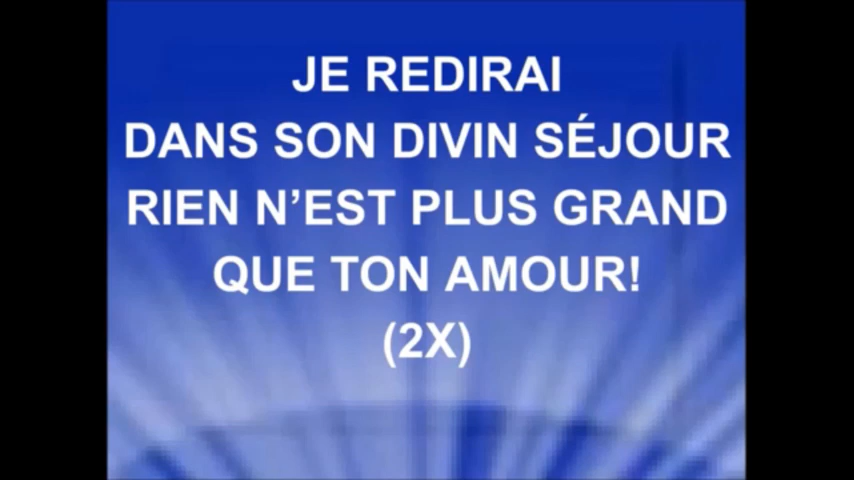 JE REDIRAI
DANS SON DIVIN SÉJOUR
RIEN N’EST PLUS GRAND
QUE TON AMOUR!
(2X)